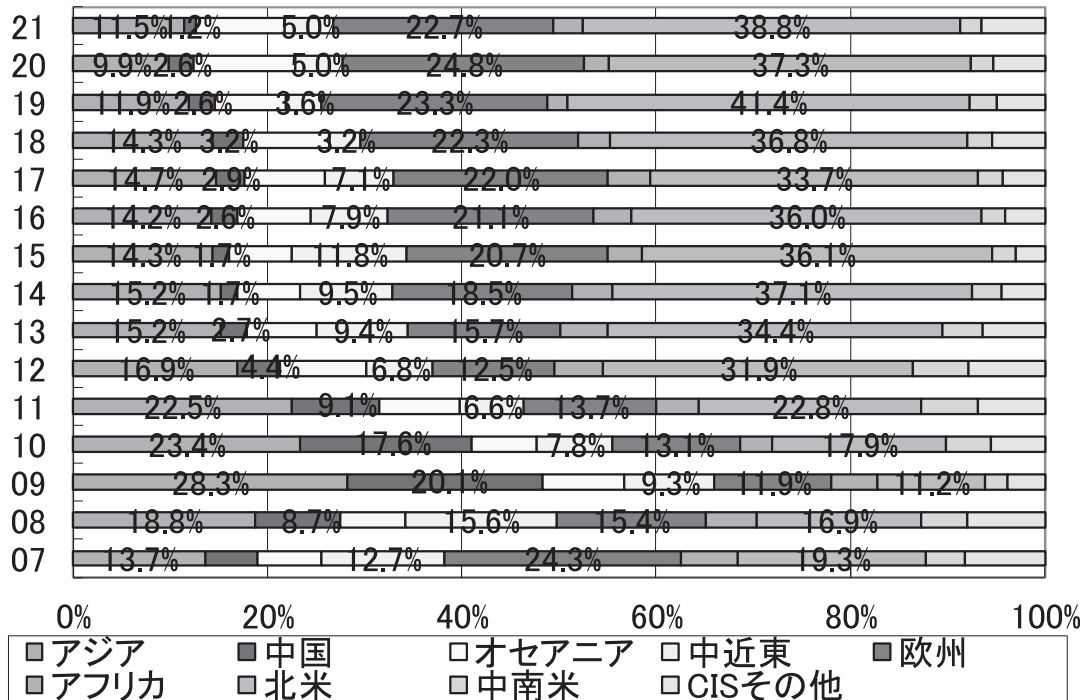 21 11.5% 1.2% 5.0% 22.7% 38.8%
20 9.9% 2.6% 5.0% 24.8% 37.3%
19 11.9% 2.6% 3.6% 23.3% 41.4%
18 14.3% 3.2% 3.2% 22.3% 36.8%
17 14.7% 2.9% 7.1% 22.0% 33.7%
16 14.2% 2.6% 7.9% 21.1% 36.0%
15 14.3% 1.7% 11.8% 20.7% 36.1%
14 15.2% 1.7% 9.5% 18.5% 37.1%
13 15.2% 2.7% 9.4% 15.7% 34.4%
12 16.9% 4.4% 6.8% 12.5% 31.9%
11 22.5% 9.1% 6.6% 13.7% 22.8%
10 23.4% 17.6% 7.8% 13.1% 17.9%
09 28.3% 20.1% 9.3% 11.9% 11.2%
08 18.8% 8.7% 15.6% 15.4% 16.9%
07 13.7% 12.7% 24.3% 19.3%
0% 20% 40% 60% 80% 100%
アジア 中国 オセアニア 中近東 欧州
アフリカ 北米 中南米 CISその他